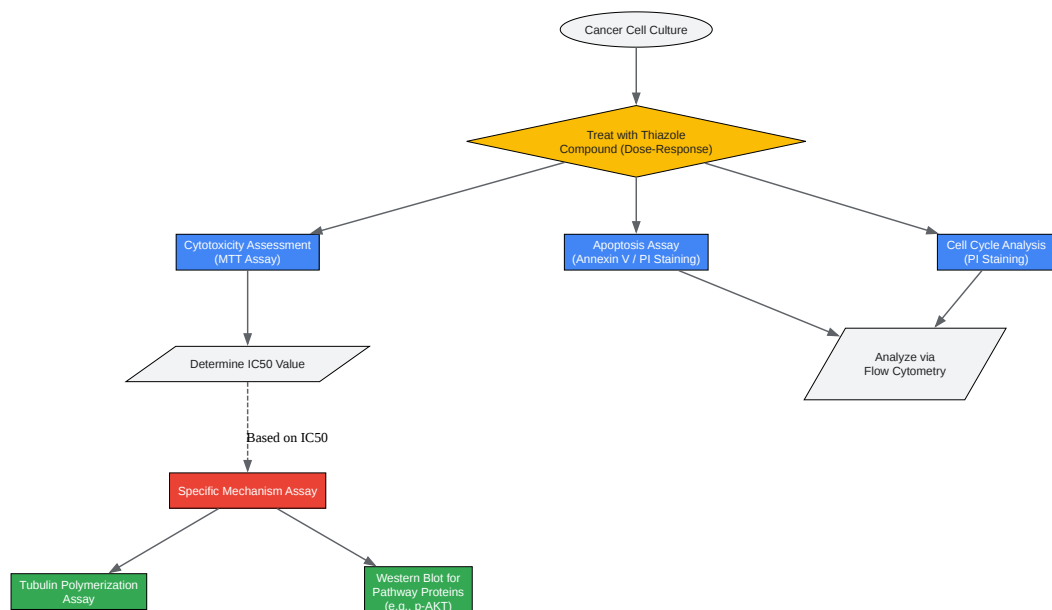 Cancer Cell Culture
Treat with Thiazole
Compound (Dose-Response)
Cytotoxicity Assessment
(MTT Assay)
Apoptosis Assay
(Annexin V / PI Staining)
Cell Cycle Analysis
(PI Staining)
Determine IC50 Value
Analyze via
Flow Cytometry
Based on IC50
Specific Mechanism Assay
Tubulin Polymerization
Assay
Western Blot for
Pathway Proteins
(e.g., p-AKT)